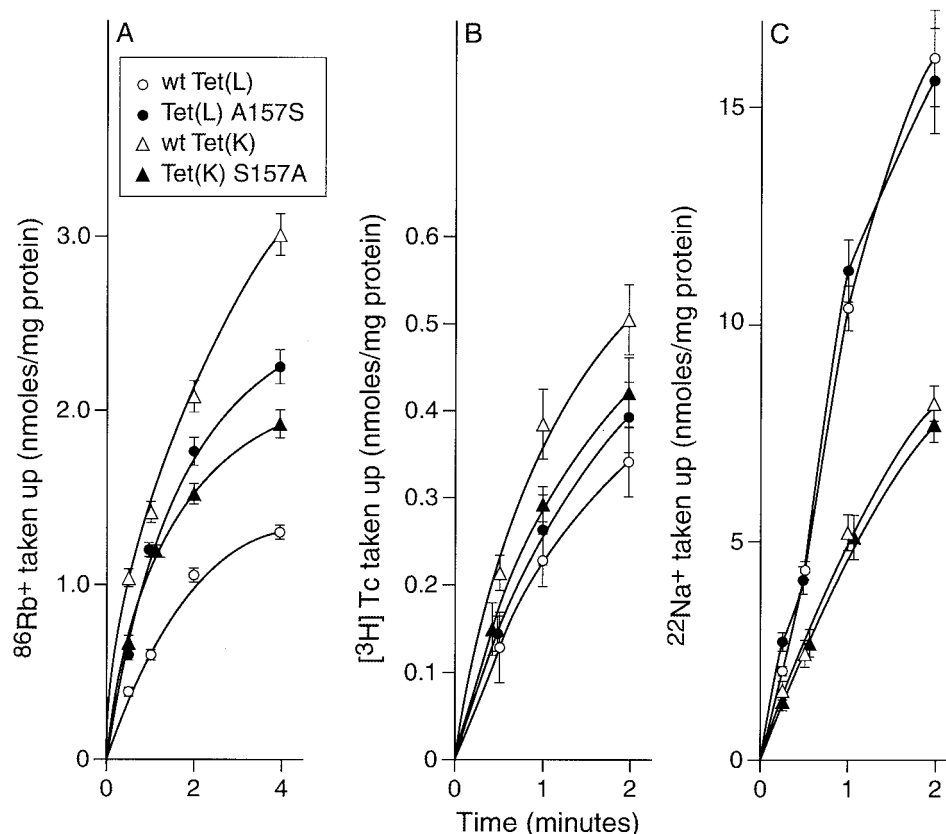 A
wt Tet(L)
Tet(L) A157S
wt Tet(K)
Tet(K) S157A
86Rb+ taken up (nmoles/mg protein)
3.0
2.0
1.0
0
0 2 4
B
[3H] Tc taken up (nmoles/mg protein)
0.6
0.5
0.4
0.3
0.2
0.1
0
0 1 2
C
22Na+ taken up (nmoles/mg protein)
15
10
5
0
0 1 2
Time (minutes)